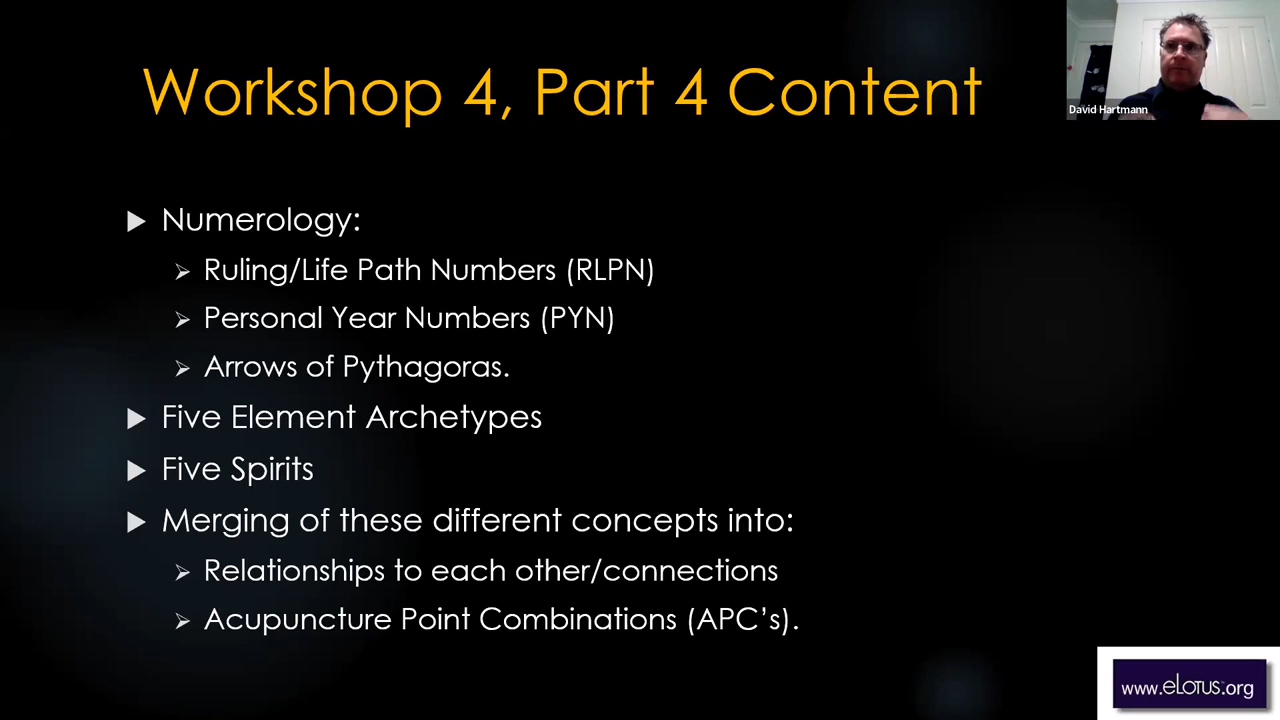 Workshop 4, Part 4 Content
David Hartmann
Numerology:
Ruling/Life Path Numbers (RLPN)
Personal Year Numbers (PYN)
Arrows of Pythagoras.
Five Element Archetypes
Five Spirits
Merging of these different concepts into:
Relationships to each other/connections
Acupuncture Point Combinations (APC’s).
www.eLOTUS.org